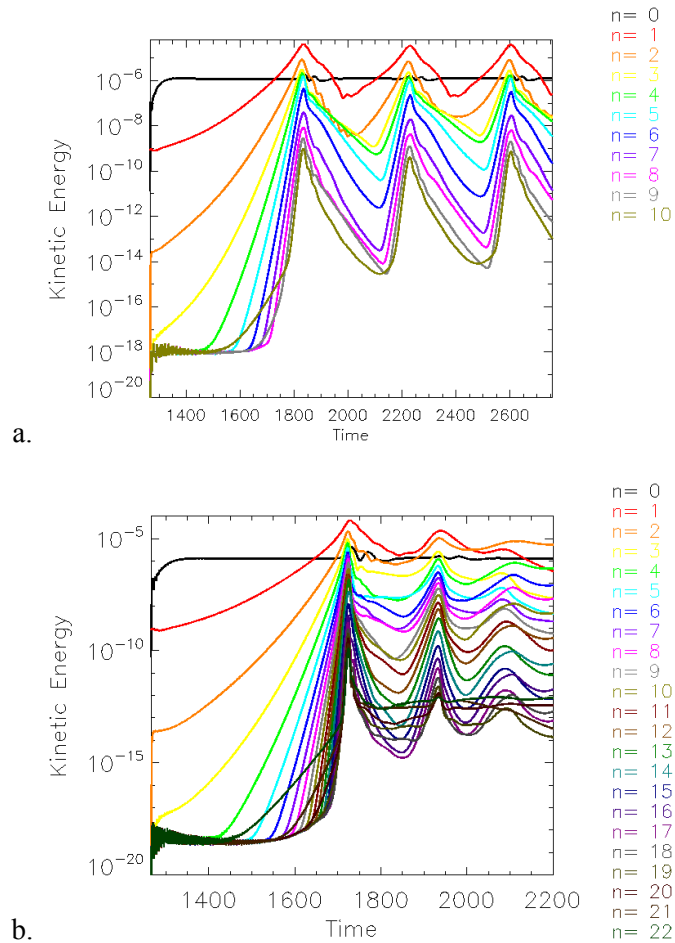 n= 0
n= 1
n= 2
n= 3
n= 4
n= 5
n= 6
n= 7
n= 8
n= 9
n= 10
Kinetic Energy
10⁻⁶
10⁻⁸
10⁻¹⁰
10⁻¹²
10⁻¹⁴
10⁻¹⁶
10⁻¹⁸
10⁻²⁰
1400 1600 1800 2000 2200 2400 2600
Time
a.
n= 0
n= 1
n= 2
n= 3
n= 4
n= 5
n= 6
n= 7
n= 8
n= 9
n= 10
n= 11
n= 12
n= 13
n= 14
n= 15
n= 16
n= 17
n= 18
n= 19
n= 20
n= 21
n= 22
Kinetic Energy
10⁻⁵
10⁻¹⁰
10⁻¹⁵
10⁻²⁰
1400 1600 1800 2000 2200
Time
b.